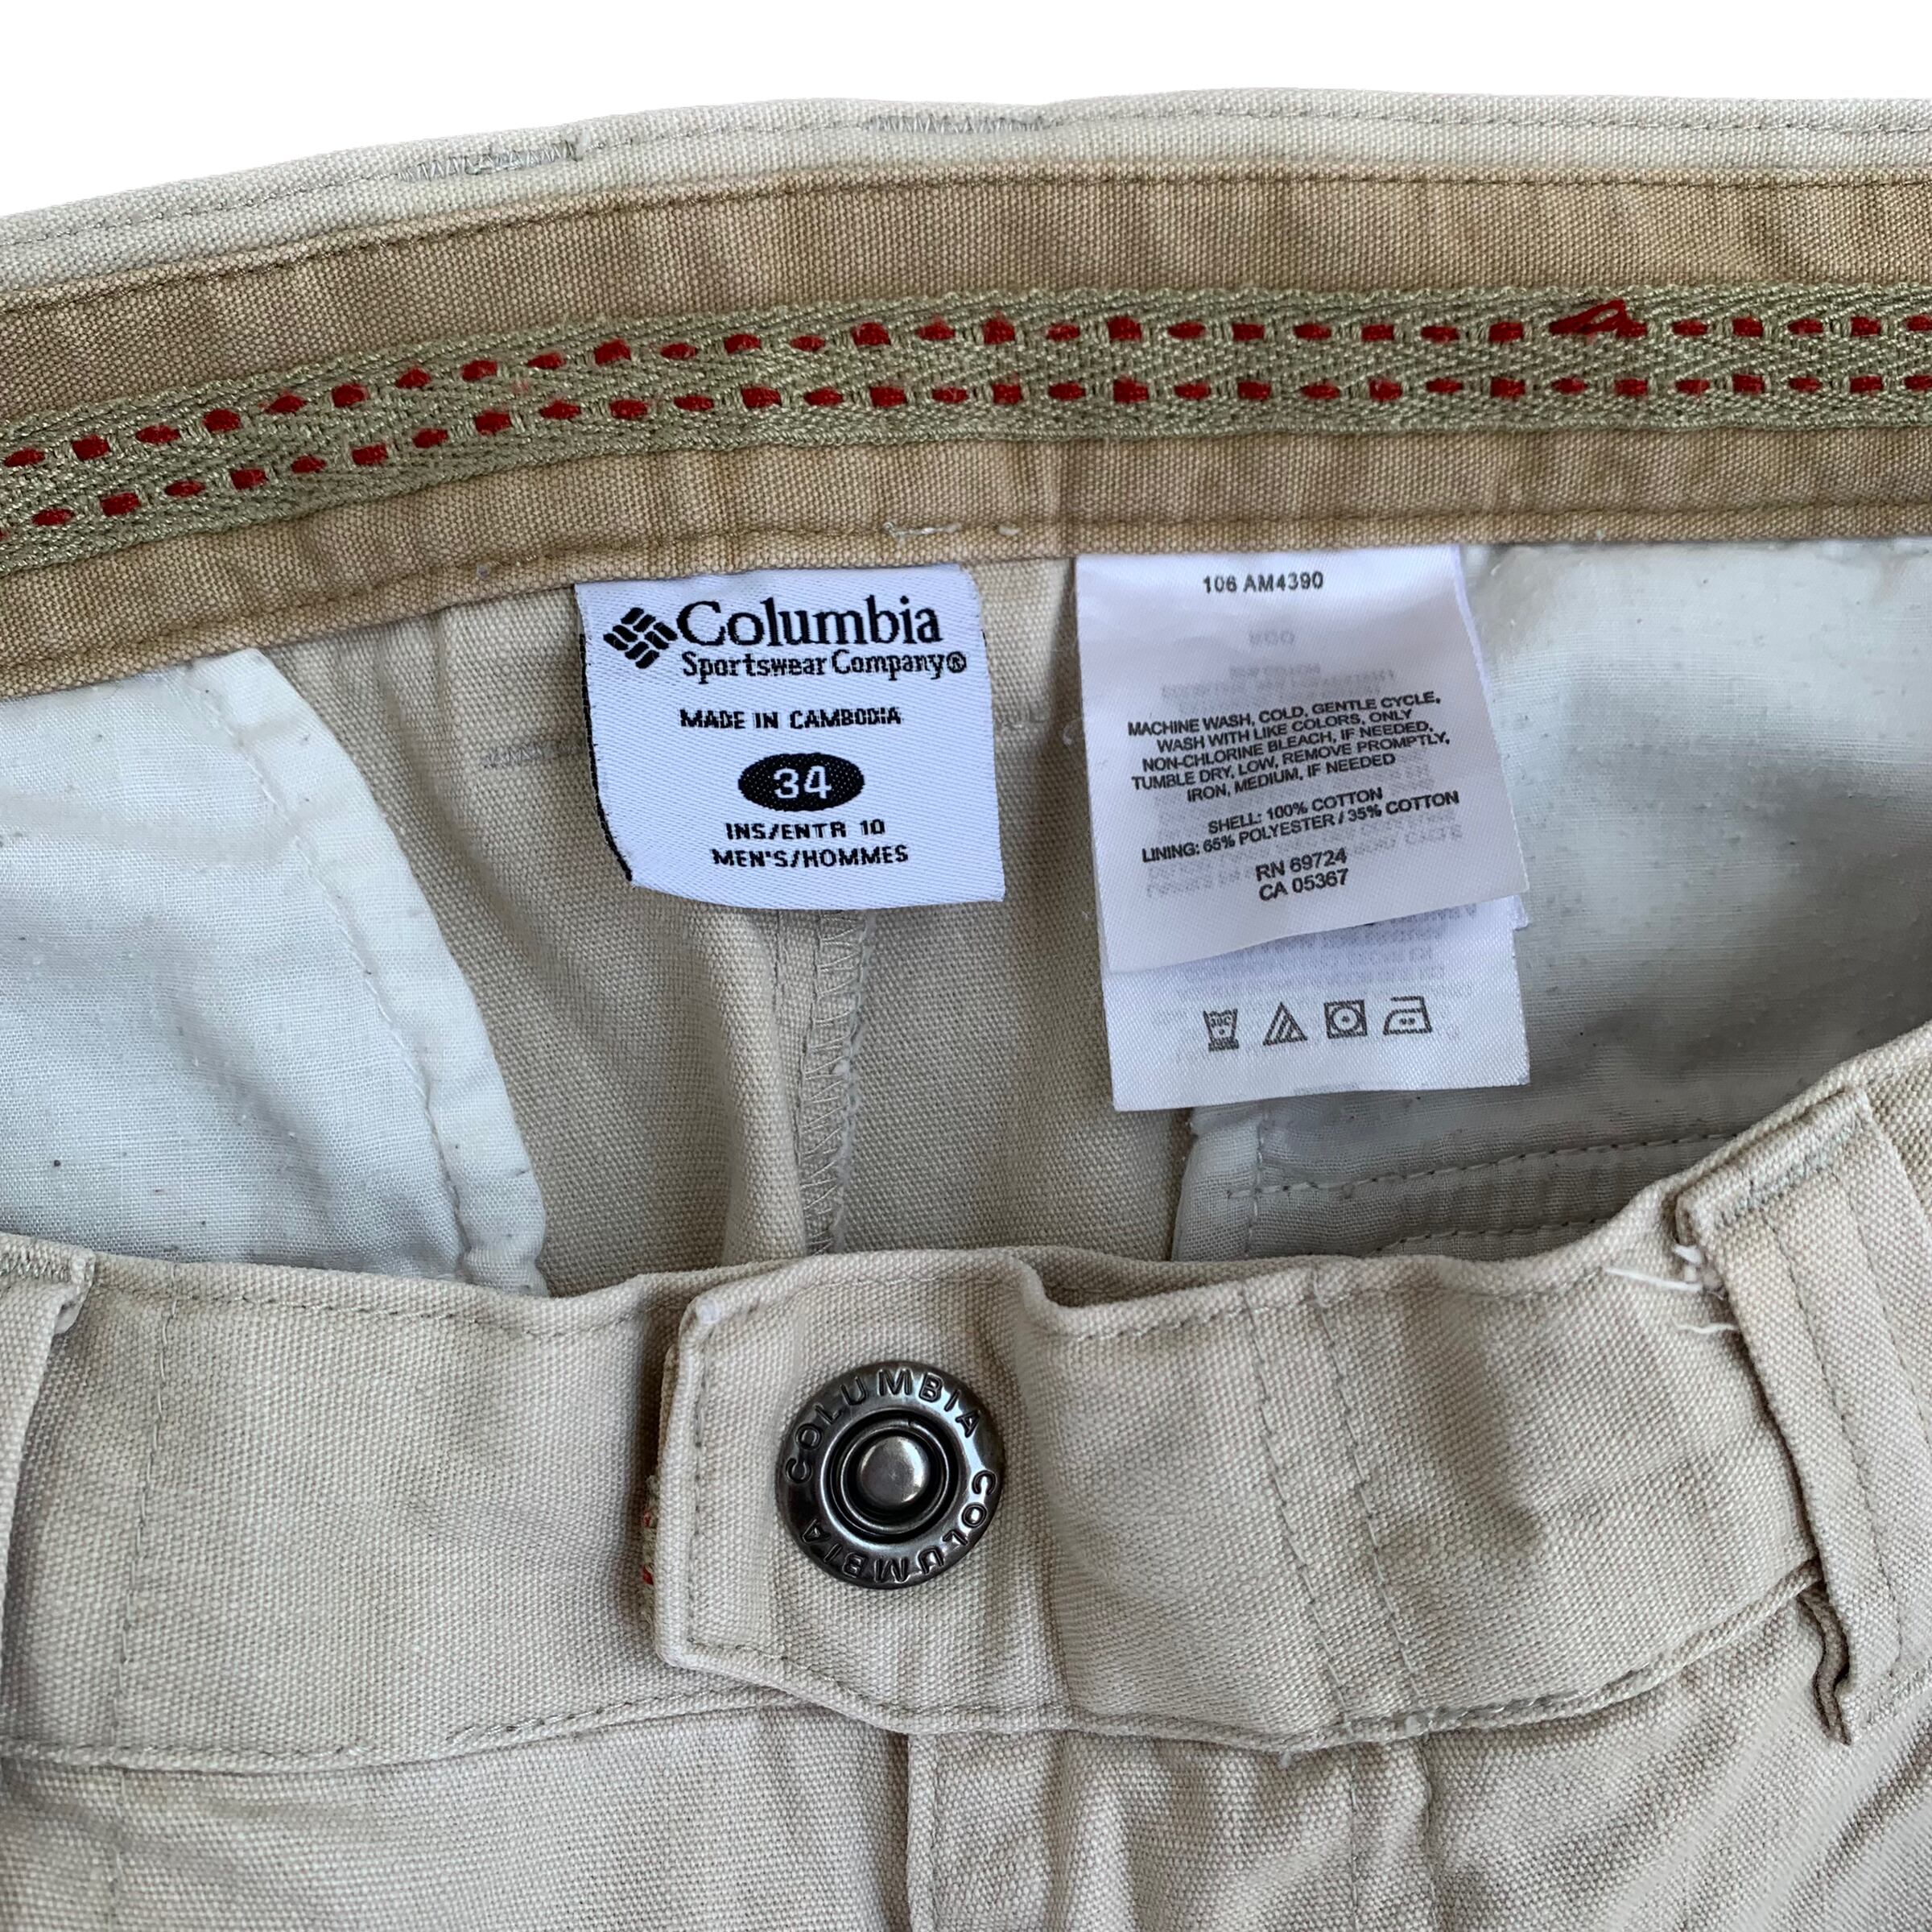 Columbia
Sportswear Company®
MADE IN CAMBODIA
34
INS/ENTR 10
MEN'S/HOMMES
106 AM4390
MACHINE WASH, COLD, GENTLE CYCLE,
WASH WITH LIKE COLORS, ONLY
NON-CHLORINE BLEACH, IF NEEDED,
TUMBLE DRY, LOW, REMOVE PROMPTLY,
IRON, MEDIUM, IF NEEDED
SHELL: 100% COTTON
LINING: 65% POLYESTER / 35% COTTON
RN 69724
CA 05367
30C
COLUMBIA COLUMBIA